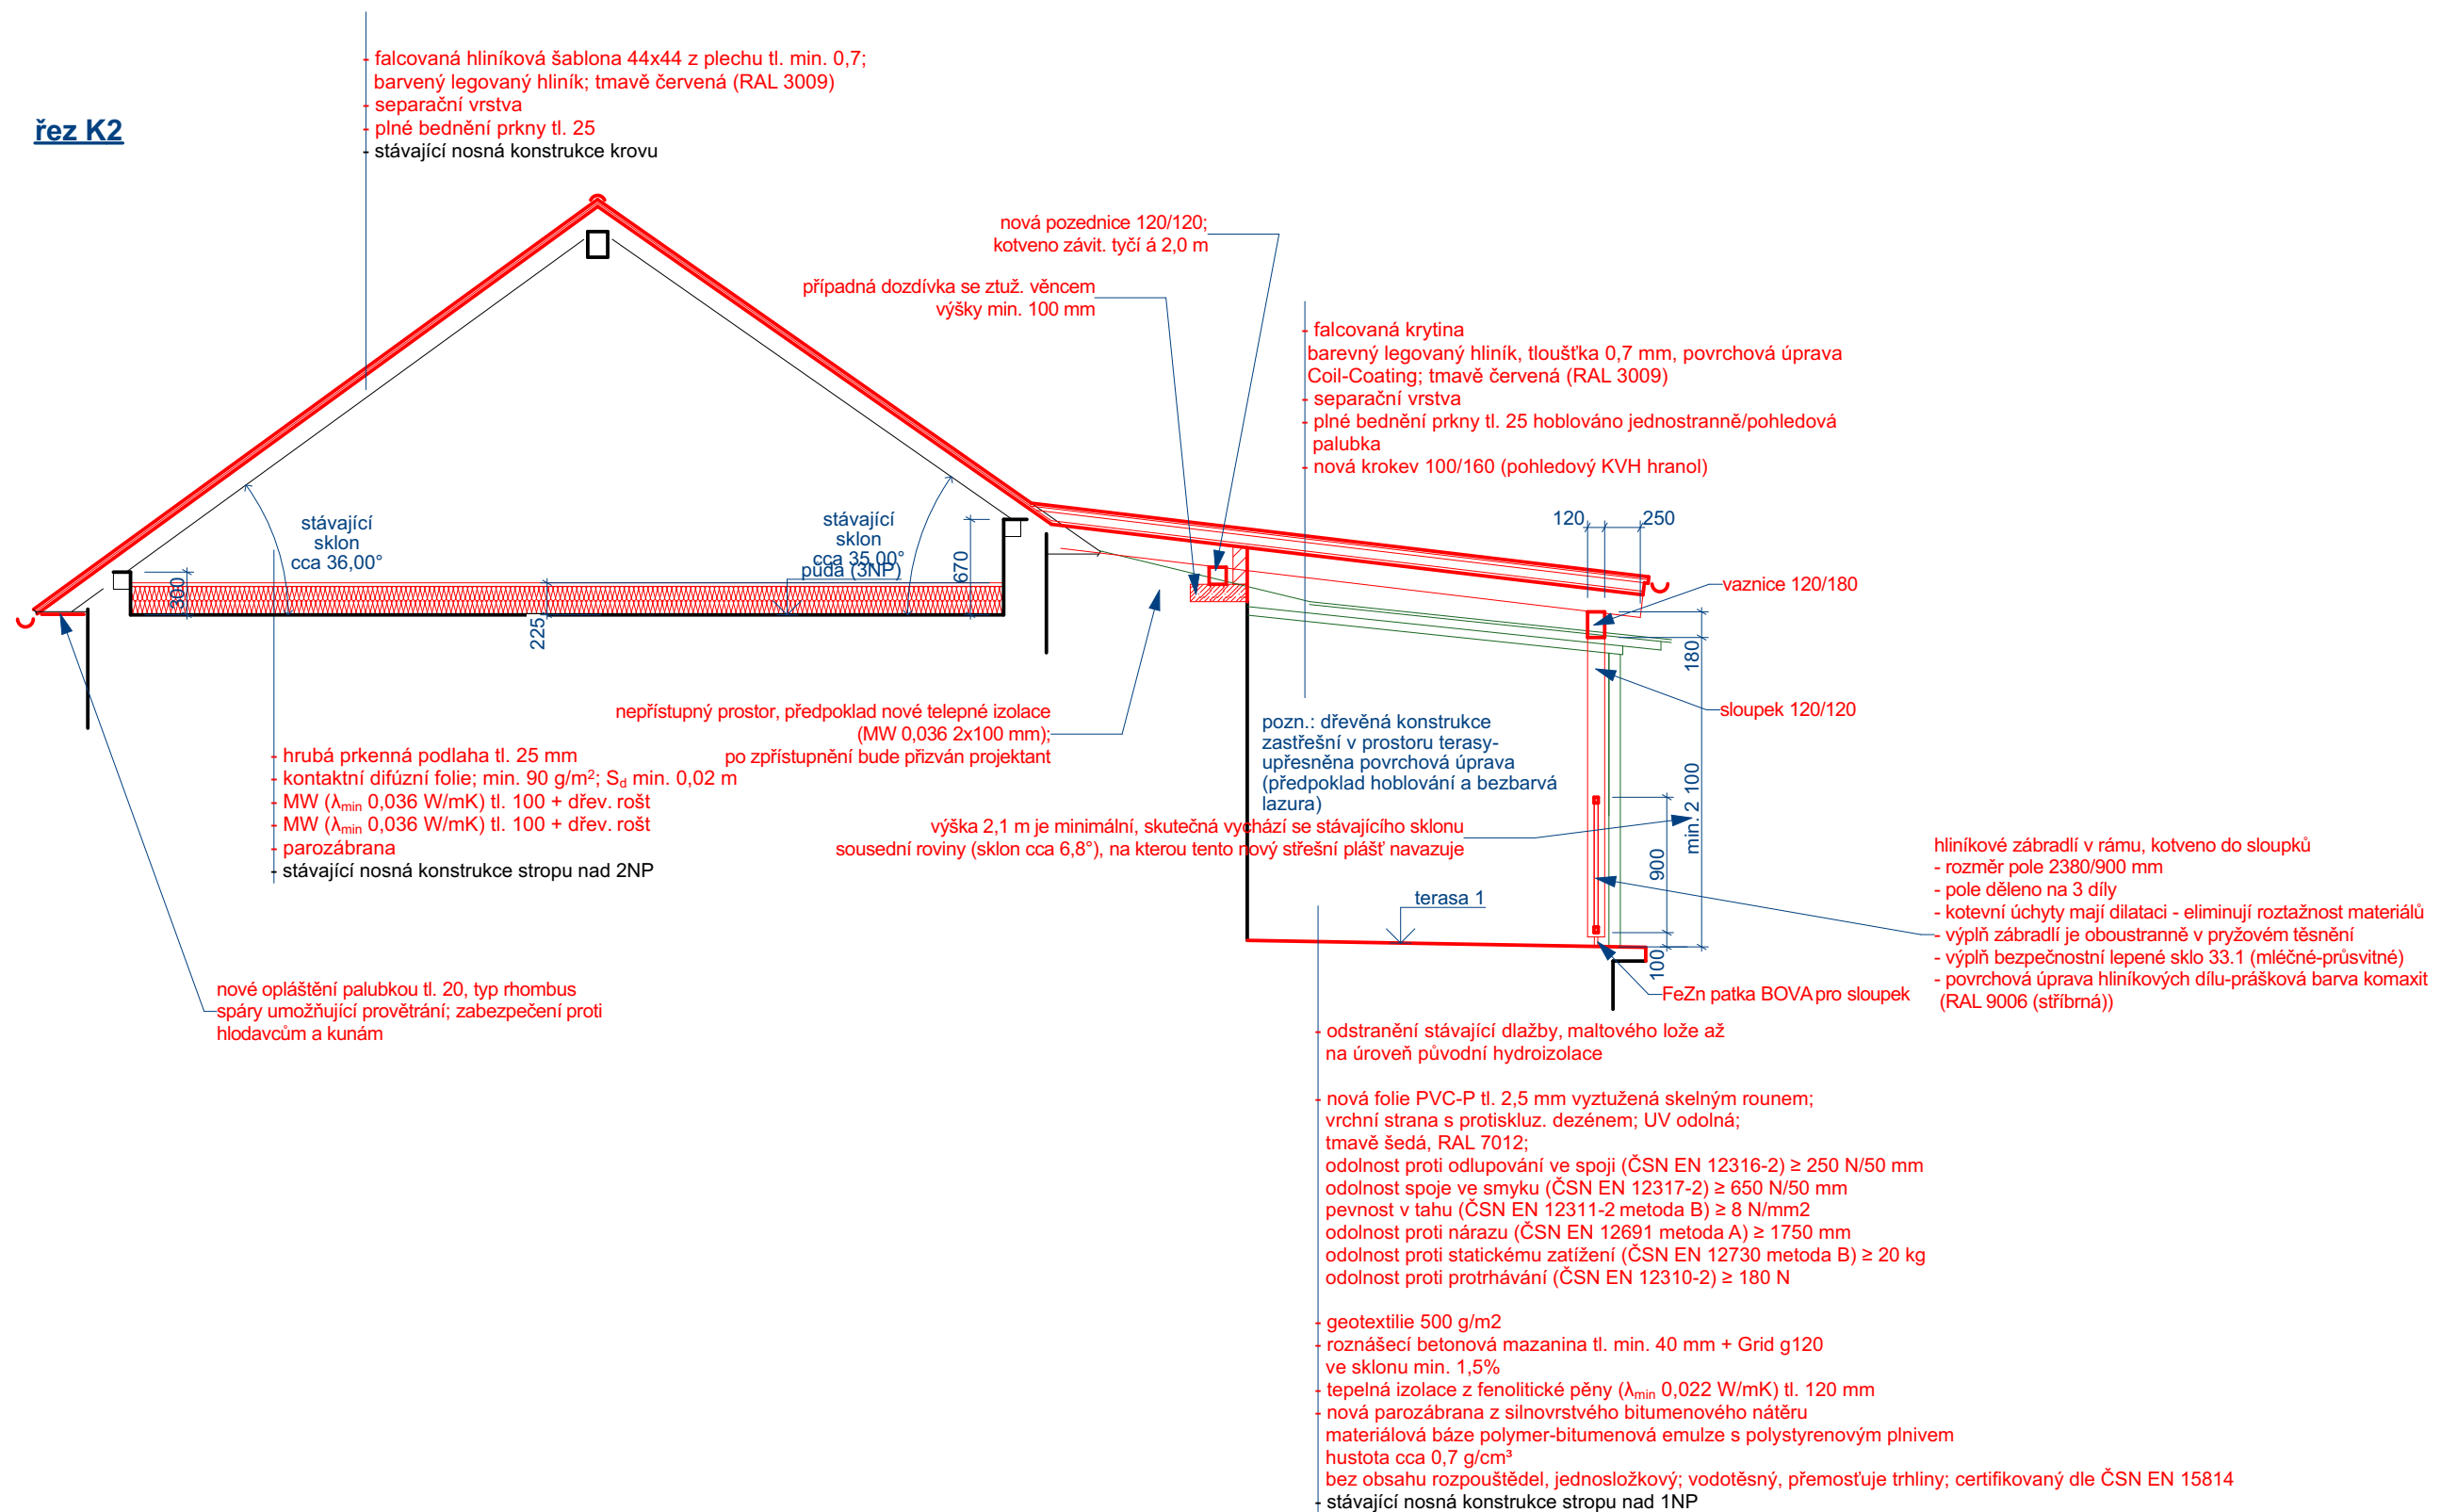 řez K2
- falcovaná hliníková šablona 44x44 z plechu tl. min. 0,7;
barvený legovaný hliník; tmavě červená (RAL 3009)
- separační vrstva
- plné bednění prkny tl. 25
- stávající nosná konstrukce krovu
nová pozednice 120/120;
kotveno závit. tyčí á 2,0 m
případná dozdívka se ztuž. věncem
výšky min. 100 mm
- falcovaná krytina
barevný legovaný hliník, tloušťka 0,7 mm, povrchová úprava
Coil-Coating; tmavě červená (RAL 3009)
- separační vrstva
- plné bednění prkny tl. 25 hoblováno jednostranně/pohledová
palubka
- nová krokev 100/160 (pohledový KVH hranol)
stávající
sklon
cca 36,00°
stávající
sklon
cca 35,00°
půda (3NP)
300
225
670
120
250
vaznice 120/180
180
sloupek 120/120
min. 2 100
900
100
nepřístupný prostor, předpoklad nové telepné izolace
(MW 0,036 2x100 mm);
po zpřístupnění bude přizván projektant
pozn.: dřevěná konstrukce
zastřešní v prostoru terasy-
upřesněna povrchová úprava
(předpoklad hoblování a bezbarvá
lazura)
- hrubá prkenná podlaha tl. 25 mm
- kontaktní difúzní folie; min. 90 g/m²; Sd min. 0,02 m
- MW (λmin 0,036 W/mK) tl. 100 + dřev. rošt
- MW (λmin 0,036 W/mK) tl. 100 + dřev. rošt
- parozábrana
- stávající nosná konstrukce stropu nad 2NP
výška 2,1 m je minimální, skutečná vychází se stávajícího sklonu
sousední roviny (sklon cca 6,8°), na kterou tento nový střešní plášť navazuje
terasa 1
hliníkové zábradlí v rámu, kotveno do sloupků
- rozměr pole 2380/900 mm
- pole děleno na 3 díly
- kotevní úchyty mají dilataci - eliminují roztažnost materiálů
- výplň zábradlí je oboustranně v pryžovém těsnění
- výplň bezpečnostní lepené sklo 33.1 (mléčné-průsvitné)
- povrchová úprava hliníkových dílu-prášková barva komaxit
(RAL 9006 (stříbrná))
FeZn patka BOVA pro sloupek
nové opláštění palubkou tl. 20, typ rhombus
spáry umožňující provětrání; zabezpečení proti
hlodavcům a kunám
- odstranění stávající dlažby, maltového lože až
na úroveň původní hydroizolace
- nová folie PVC-P tl. 2,5 mm vyztužená skelným rounem;
vrchní strana s protiskluz. dezénem; UV odolná;
tmavě šedá, RAL 7012;
odolnost proti odlupování ve spoji (ČSN EN 12316-2) ≥ 250 N/50 mm
odolnost spoje ve smyku (ČSN EN 12317-2) ≥ 650 N/50 mm
pevnost v tahu (ČSN EN 12311-2 metoda B) ≥ 8 N/mm2
odolnost proti nárazu (ČSN EN 12691 metoda A) ≥ 1750 mm
odolnost proti statickému zatížení (ČSN EN 12730 metoda B) ≥ 20 kg
odolnost proti protrhávání (ČSN EN 12310-2) ≥ 180 N
- geotextilie 500 g/m2
- roznášecí betonová mazanina tl. min. 40 mm + Grid g120
ve sklonu min. 1,5%
- tepelná izolace z fenolitické pěny (λmin 0,022 W/mK) tl. 120 mm
- nová parozábrana z silnovrstvého bitumenového nátěru
materiálová báze polymer-bitumenová emulze s polystyrenovým plnivem
hustota cca 0,7 g/cm³
bez obsahu rozpouštědel, jednosložkový; vodotěsný, přemosťuje trhliny; certifikovaný dle ČSN EN 15814
- stávající nosná konstrukce stropu nad 1NP